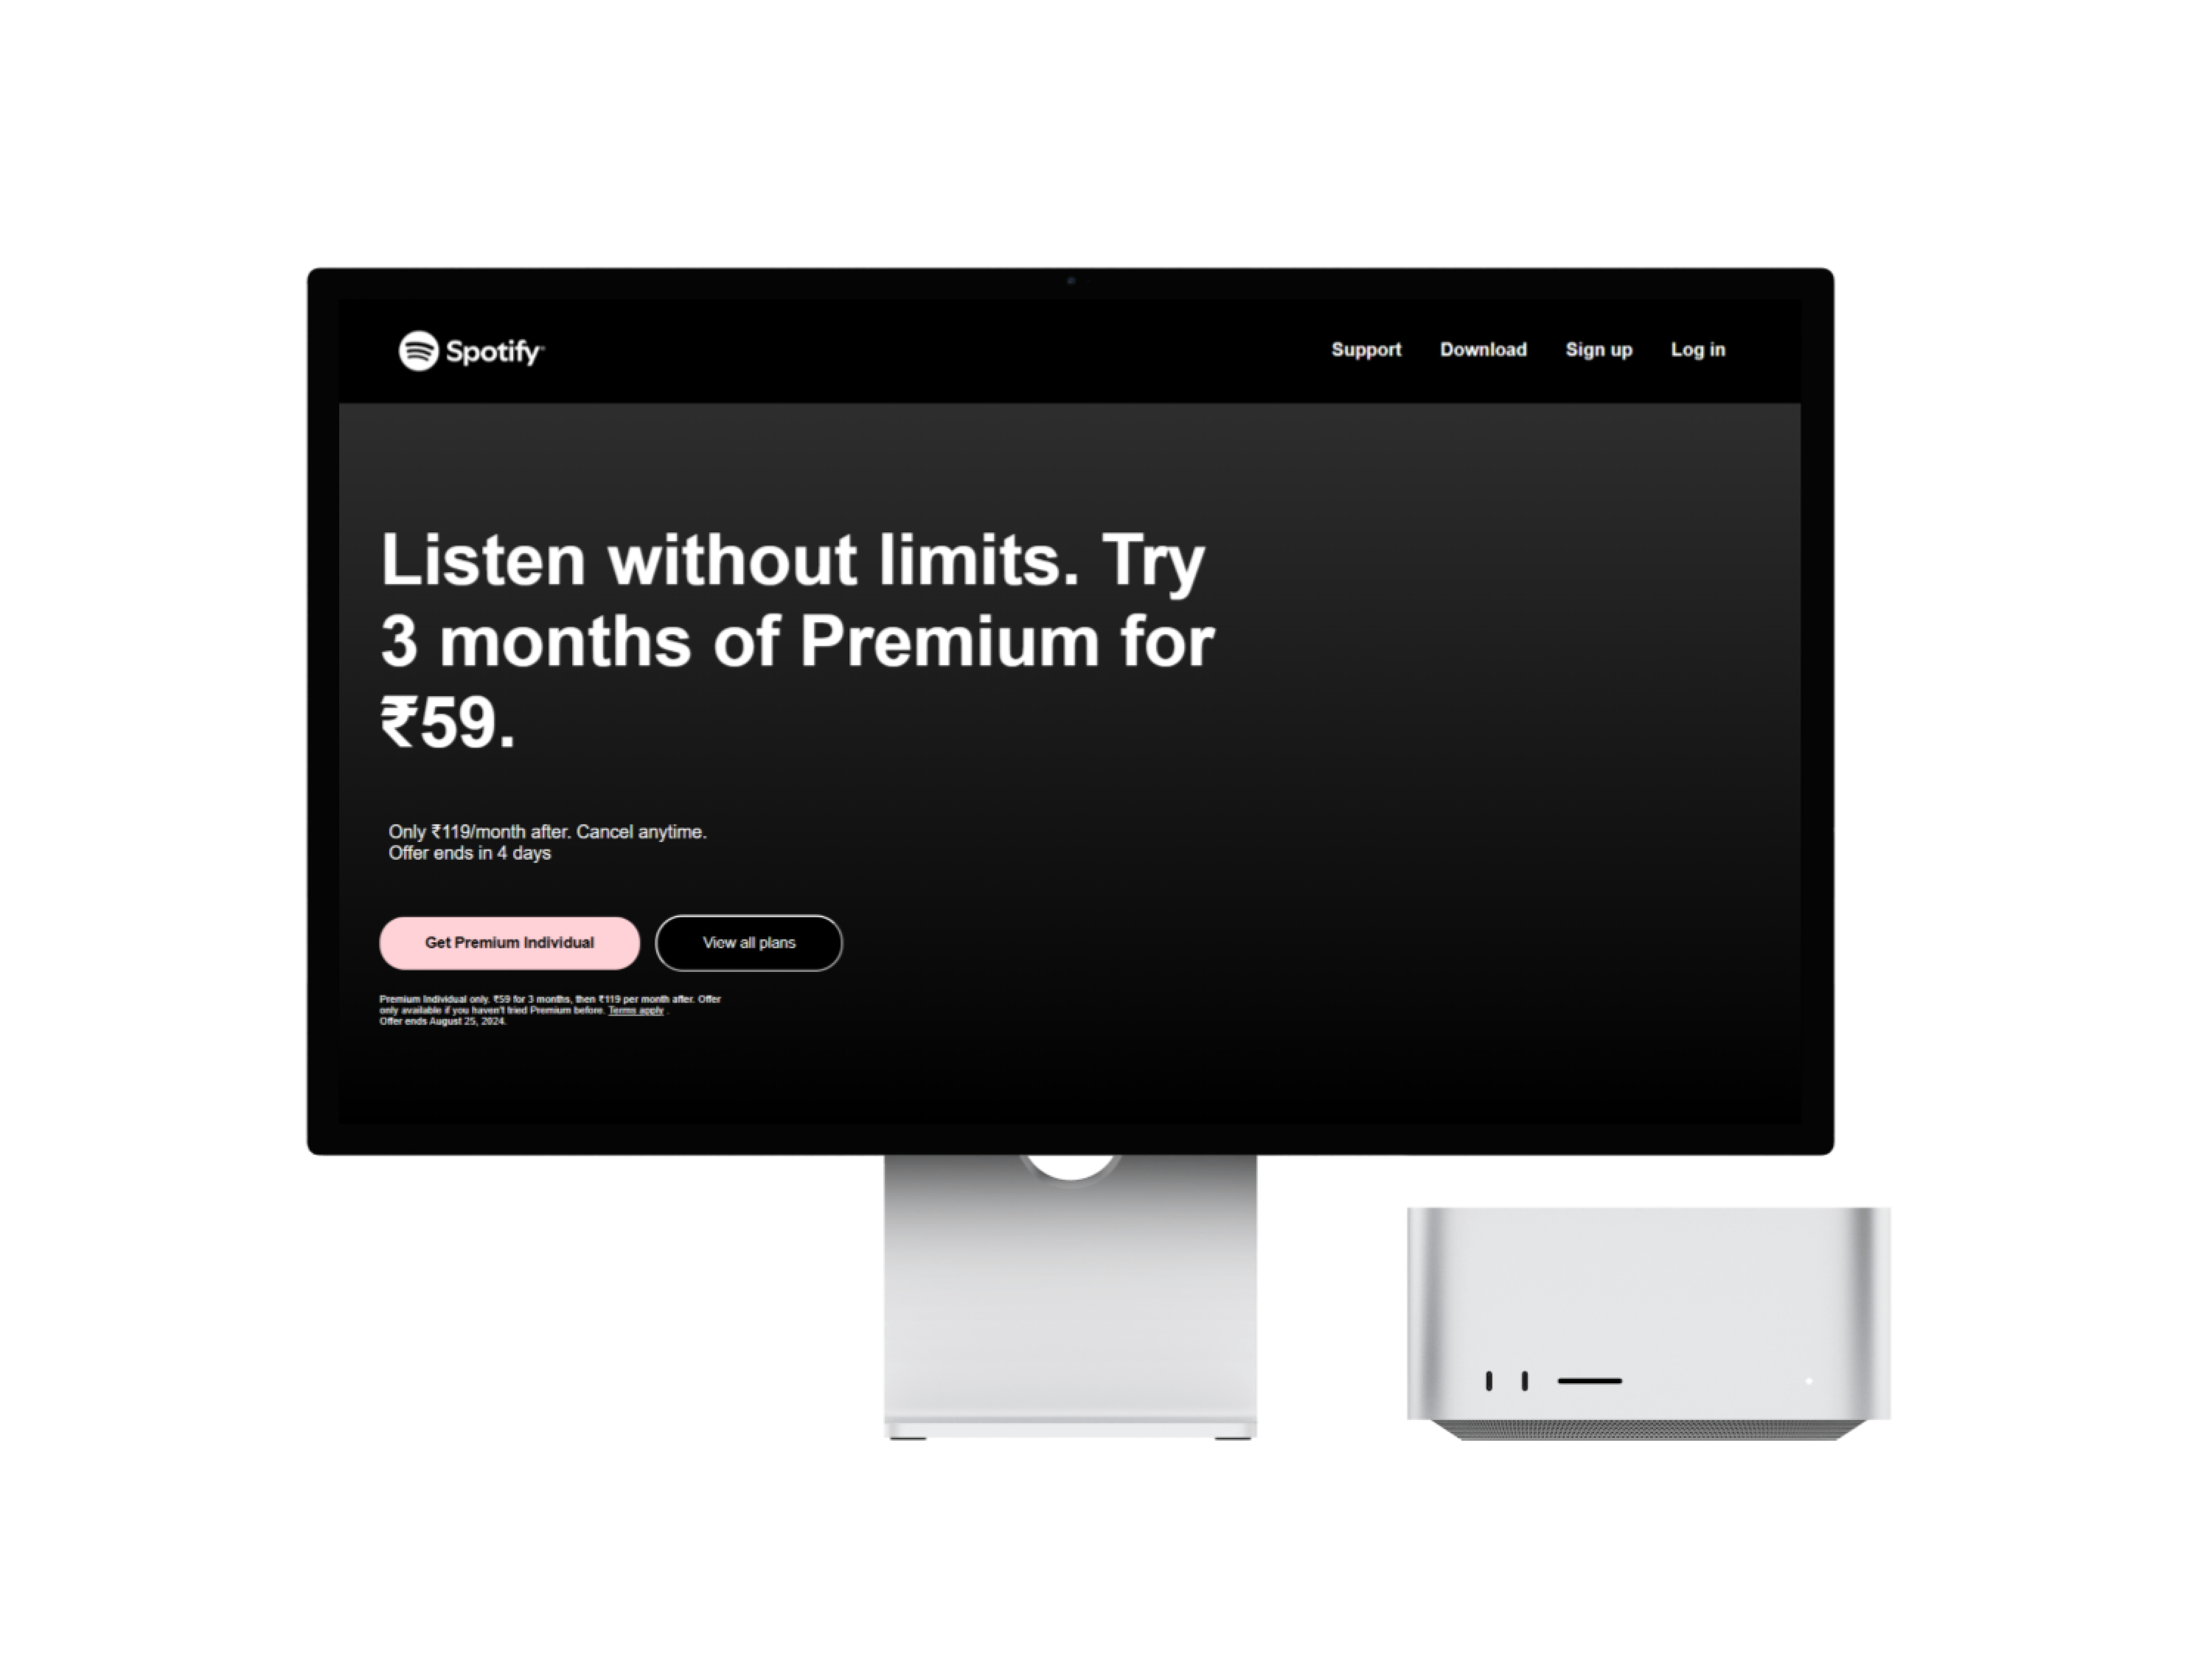 Spotify
Support Download Sign up Log in
Listen without limits. Try
3 months of Premium for
₹59.
Only ₹119/month after. Cancel anytime.
Offer ends in 4 days
Get Premium Individual View all plans
Premium Individual only. ₹59 for 3 months, then ₹119 per month after. Offer
only available if you haven't tried Premium before. Terms apply .
Offer ends August 25, 2024.